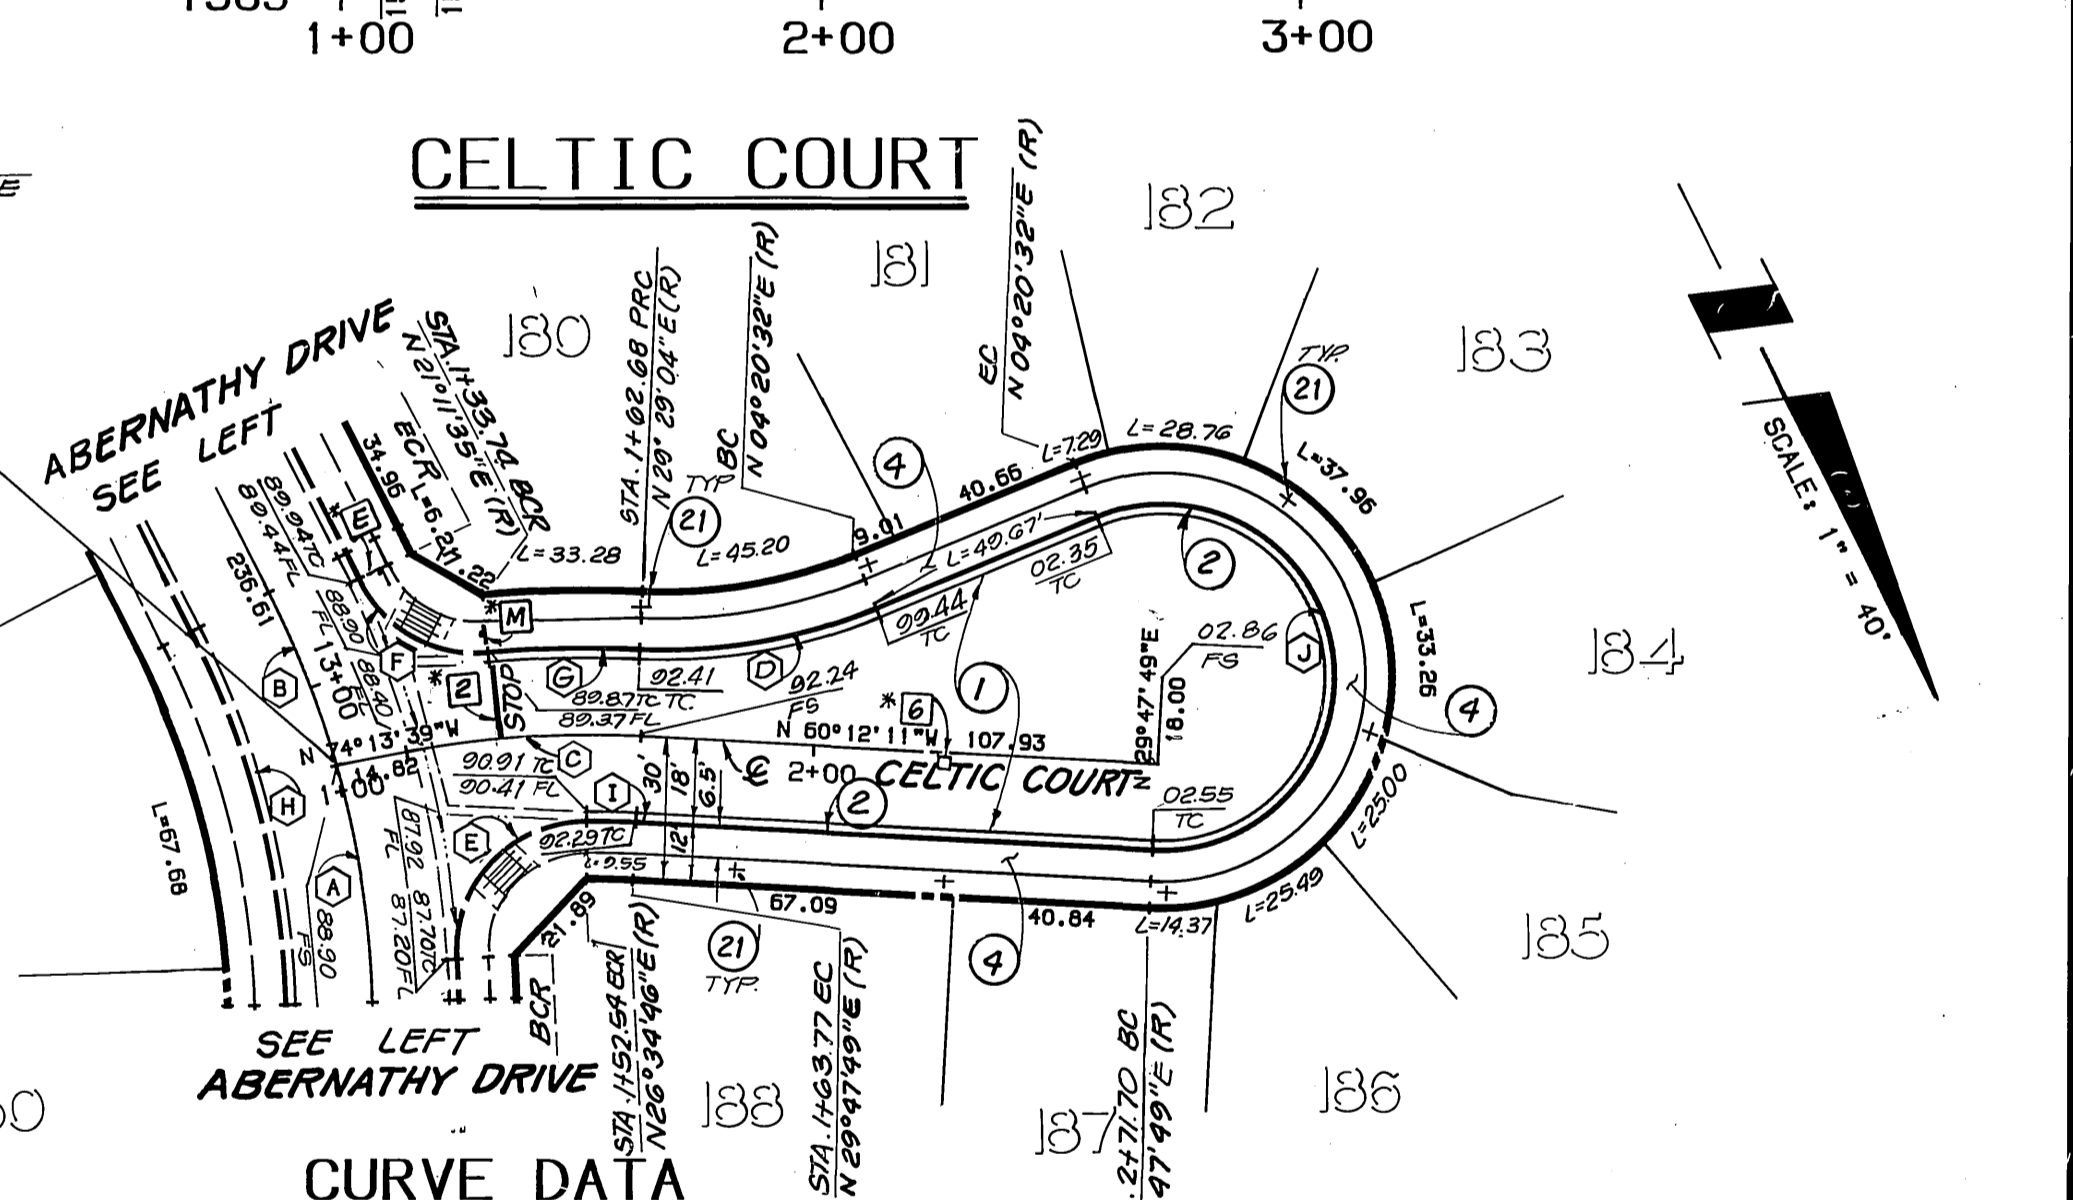 1+00
2+00
3+00
CELTIC COURT
180
181
182
183
184
185
186
187
188
ABERNATHY DRIVE
SEE LEFT
STA.1+33.74 BCR
N 21°11'35"E (R)
ECR
L=6.21
34.96
STA.1+62.68 PRC
N 29°29'04"E (R)
BC
N 04°20'32"E (R)
EC
N 04°20'32"E (R)
TYP
21
4
L=7.29
L=28.76
TYP.
21
L=37.96
L=33.28
L=45.20
9.01
40.66
L=49.67'
02.35
TC
99.44
TC
2
SCALE: 1" = 40'
89.94TC
89.44FL
* E
236.61
88.90
FL
13+00
88.40
FL
F
B
* M
* 2
STOP
G
89.87TC
89.37FL
92.41
TC
D
92.24
FS
* 6
1
N 29°47'49"E
18.00
02.86
FS
J
L=33.26
4
N 74°13'39"W
14.82
1+00
90.91 TC
90.41 FL
C
I
30'
18'
6.5'
12'
N 60°12'11"W
107.93
2+00
CELTIC COURT
2
02.55
TC
L=25.00
L=25.49
H
L=67.68
A
88.90
FS
87.92
FL
87.70TC
87.20FL
E
92.29TC
L=9.55
21.89
67.09
40.84
L=14.37
21
TYP.
4
BCR
STA.1+52.54 ECR
N26°34'46"E (R)
STA.1+63.77 EC
N 29°47'49"E (R)
2+71.70 BC
47'49"E (R)
SEE LEFT
ABERNATHY DRIVE
CURVE DATA